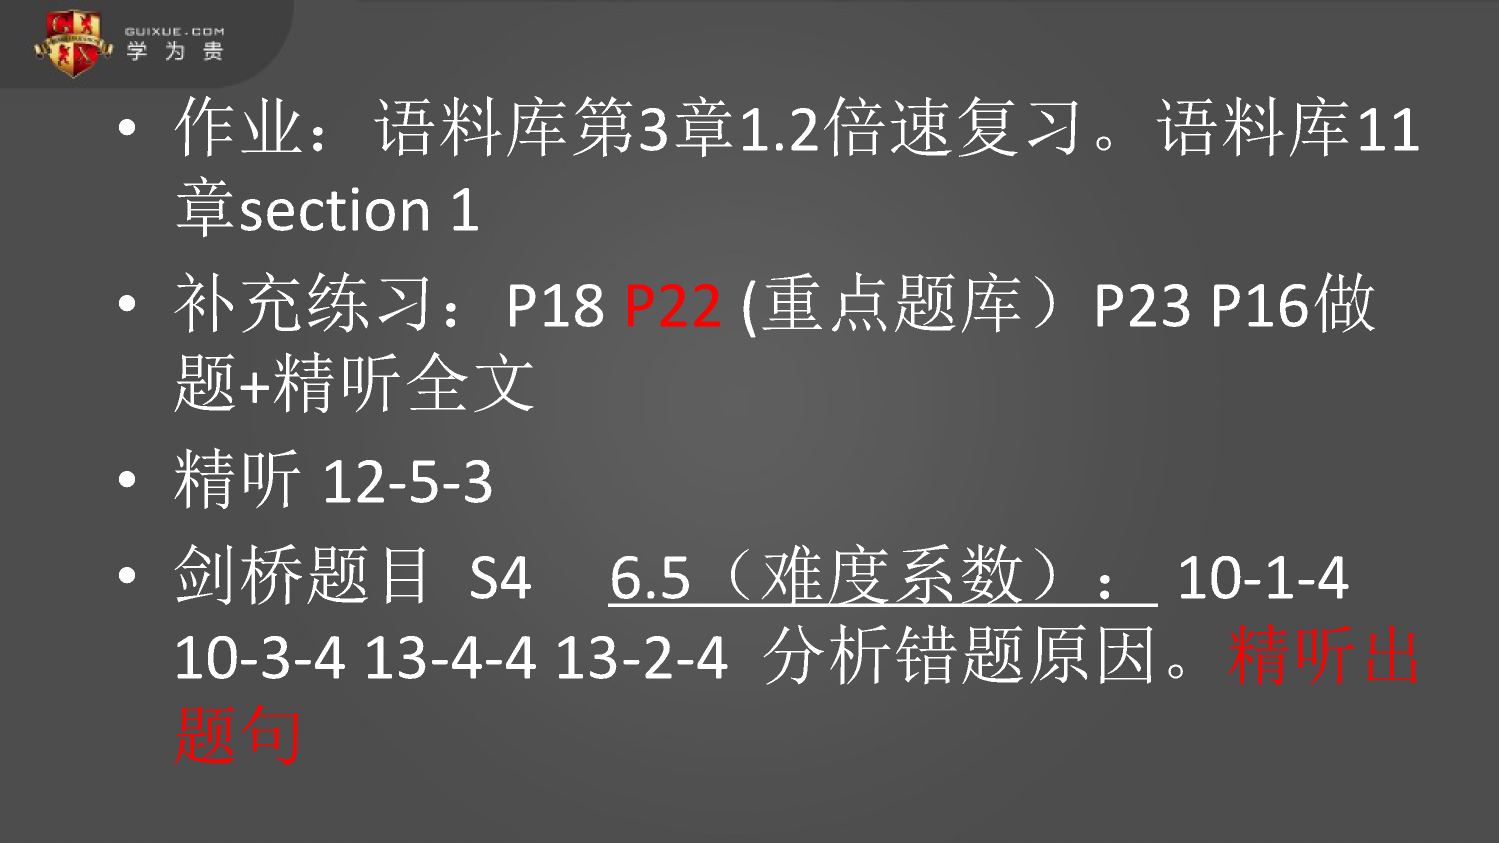 GUIXUE.COM
学为贵
• 作业：语料库第3章1.2倍速复习。语料库11
章section 1
• 补充练习： P18 P22 (重点题库）P23 P16做
题+精听全文
• 精听 12-5-3
• 剑桥题目 S4 6.5（难度系数）： 10-1-4
10-3-4 13-4-4 13-2-4 分析错题原因。精听出
题句